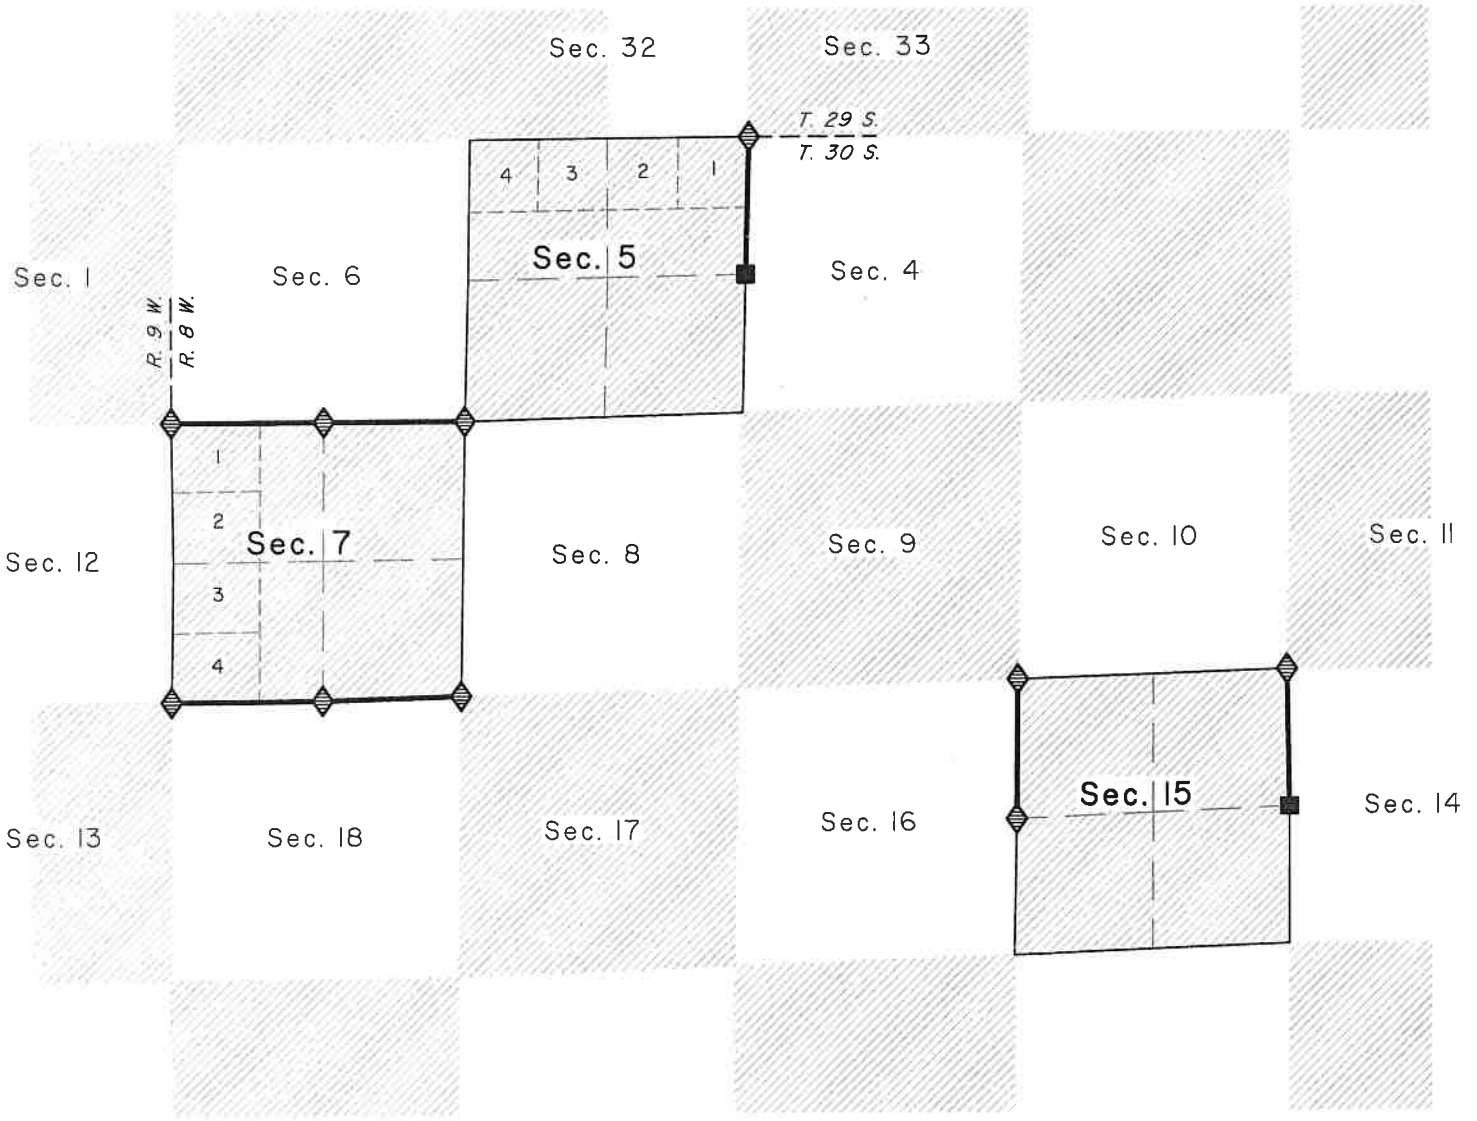 Sec. 32
Sec. 33
T. 29 S.
T. 30 S.
4 3 2 1
Sec. 5
Sec. 1
Sec. 6
Sec. 4
R. 9 W.
R. 8 W.
1
2
Sec. 7
3
4
Sec. 12
Sec. 8
Sec. 9
Sec. 10
Sec. 11
Sec. 15
Sec. 13
Sec. 18
Sec. 17
Sec. 16
Sec. 14